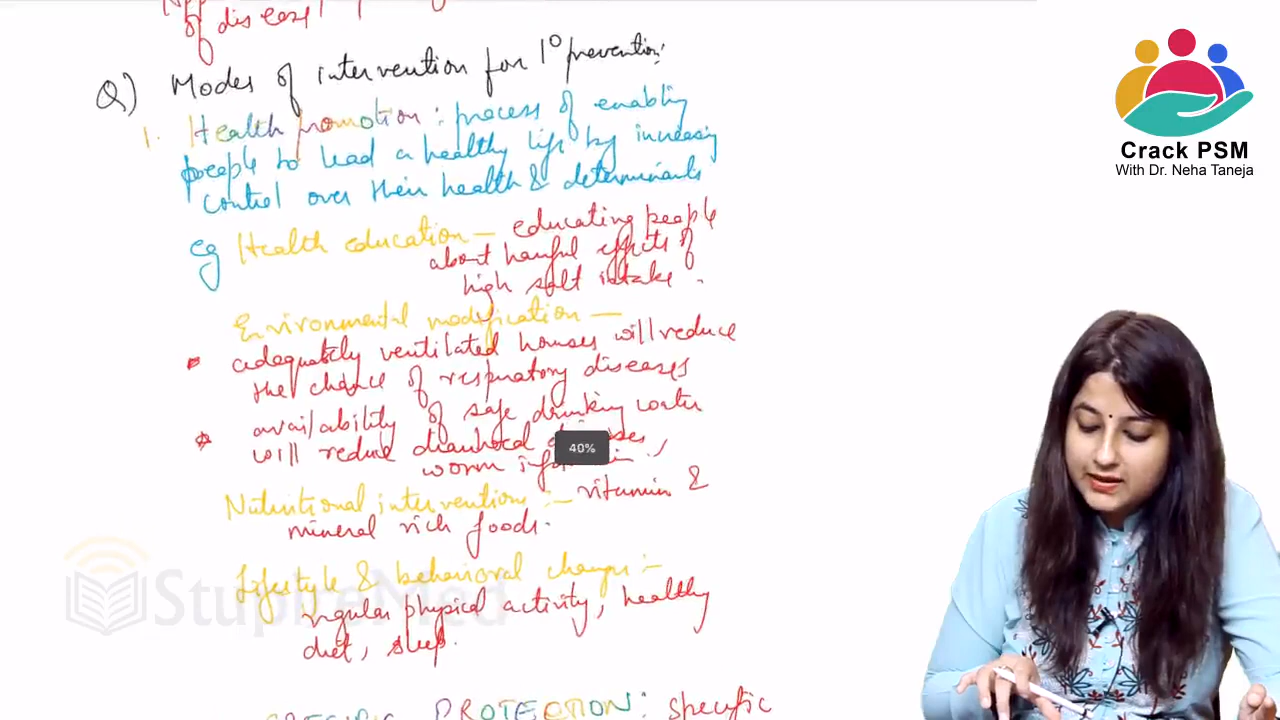 of disease
Q) Modes of intervention for 1° prevention:
1. Health promotion : process of enabling
people to lead a healthy life by increasing
control over their health & determinants
eg Health education – educating people
about harmful effects of
high salt intake .
Environmental modification –
adequately ventilated houses will reduce
the chance of respiratory diseases
* availability of safe drinking water
will reduce diarrhoeal
worm
40%
Nutritional interventions :- vitamin &
mineral rich foods.
Lifestyle & behavioral changes :-
regular physical activity, healthy
diet, sleep.
SPECIFIC PROTECTION: specific
Crack PSM
With Dr. Neha Taneja